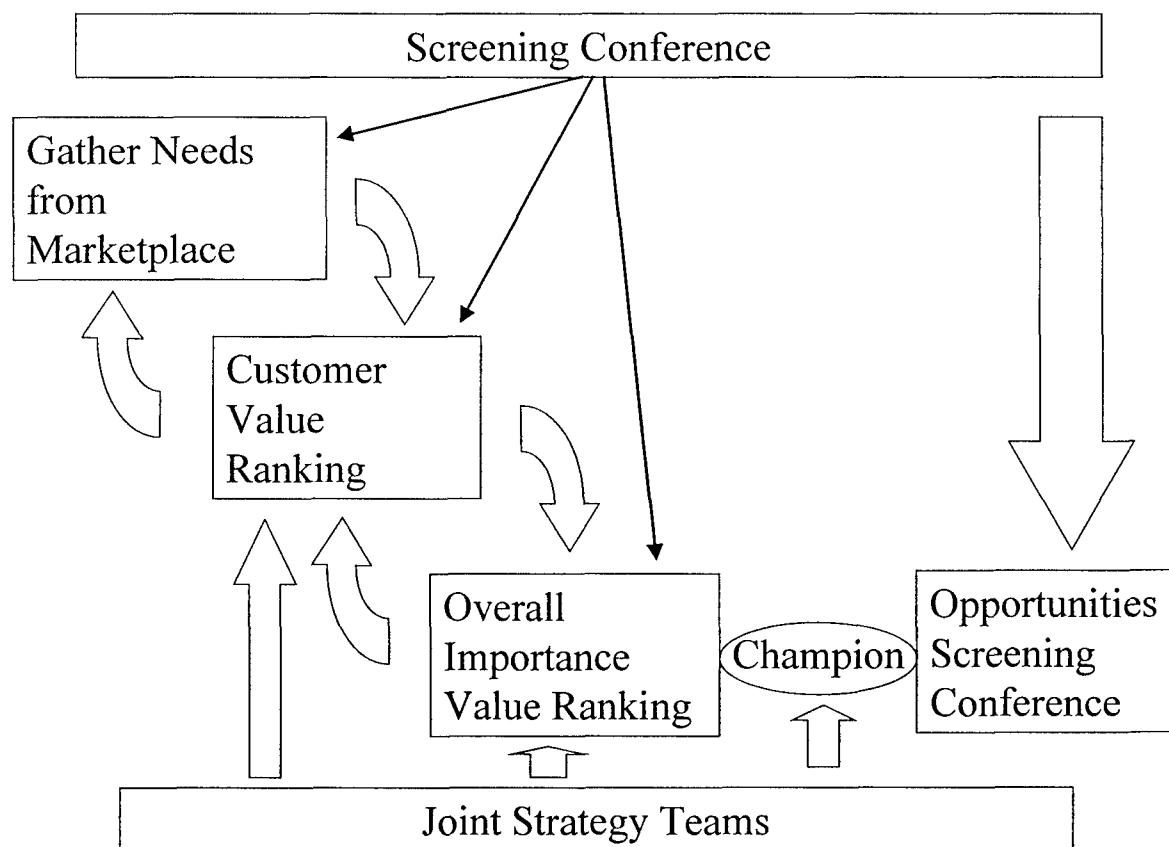 Screening Conference
Gather Needs
from
Marketplace
Customer
Value
Ranking
Overall
Importance
Value Ranking
Champion
Opportunities
Screening
Conference
Joint Strategy Teams